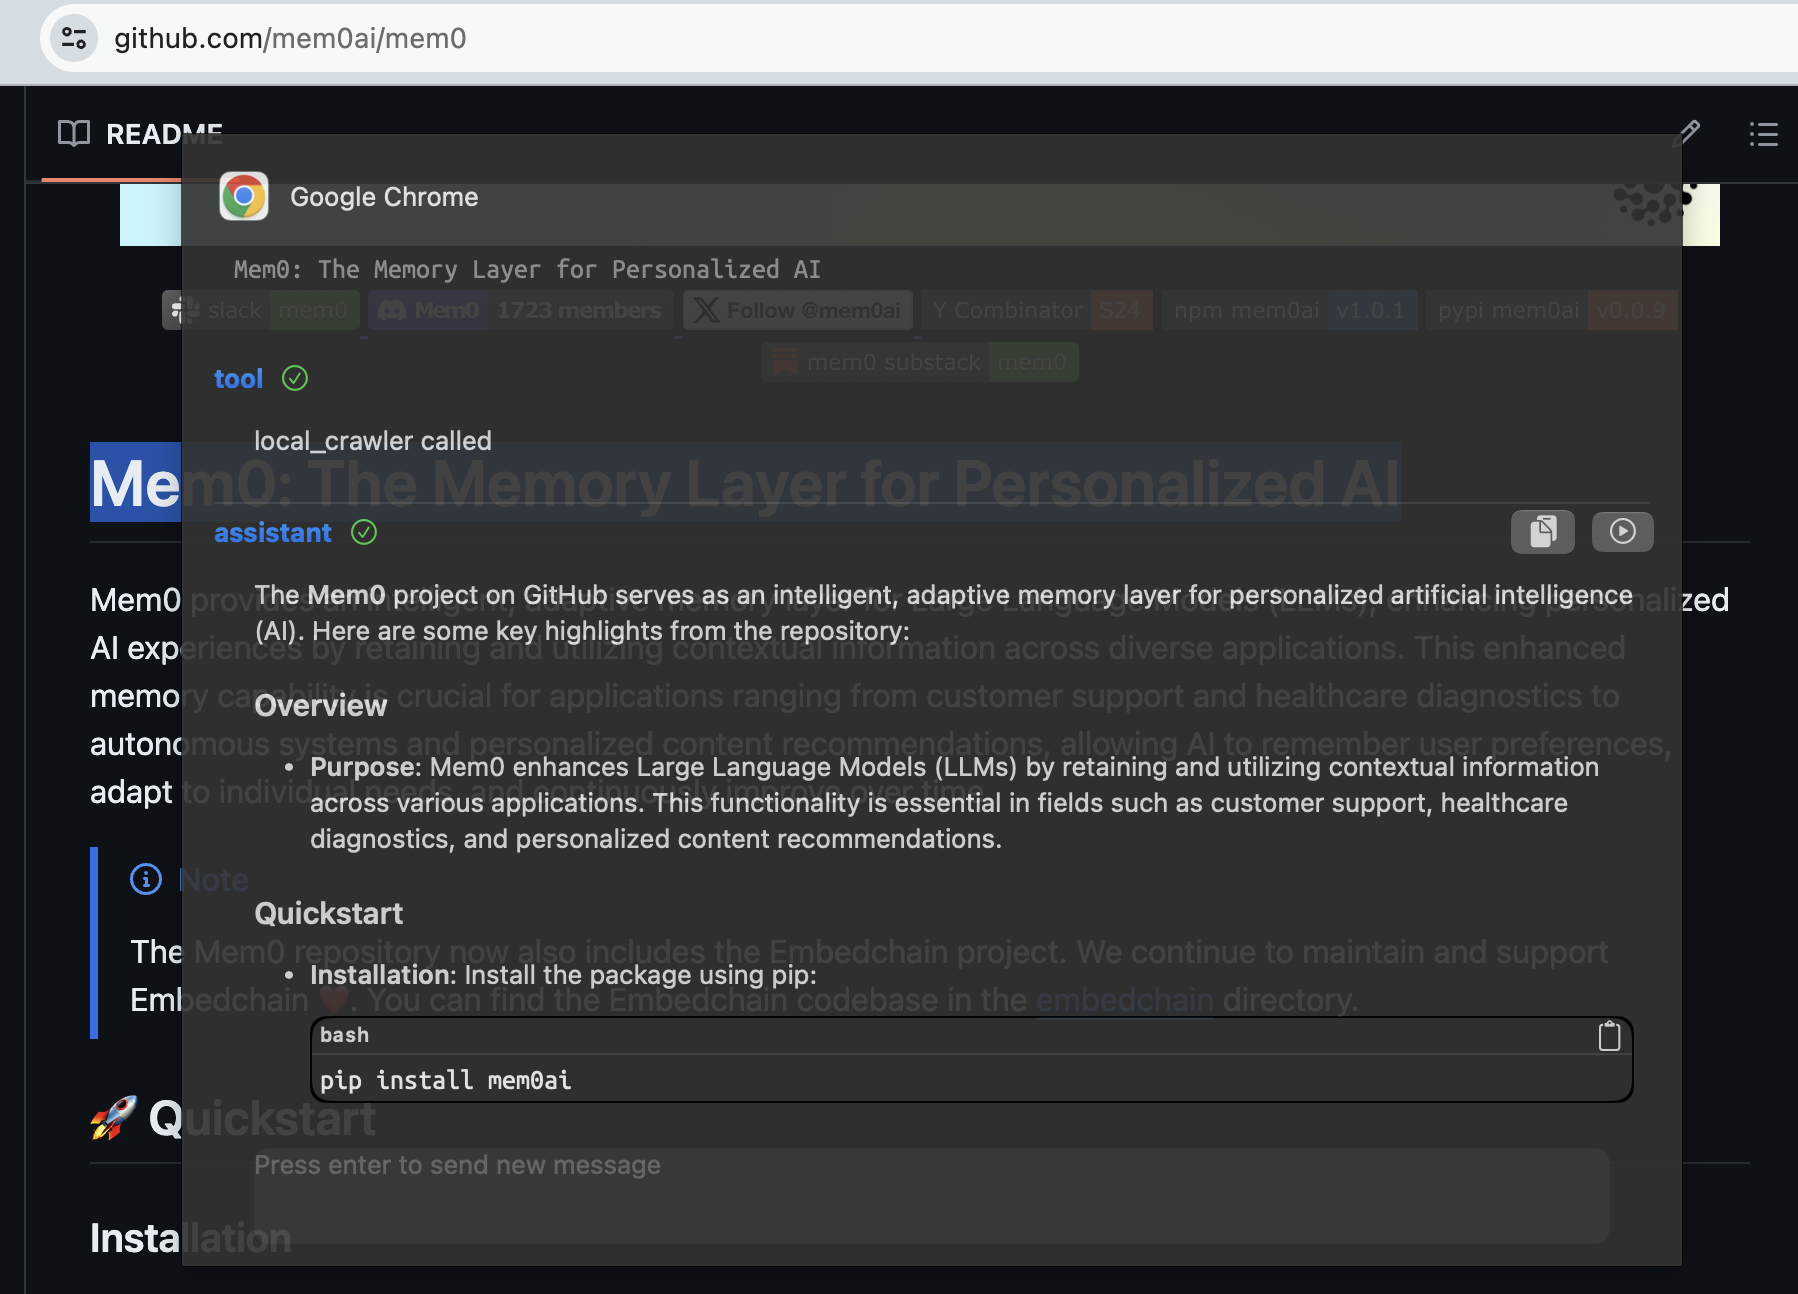 github.com/mem0ai/mem0
README
Google Chrome
Mem0: The Memory Layer for Personalized AI
slack mem0
Mem0 1723 members
Follow @mem0ai
Y Combinator S24
npm mem0ai v1.0.1
pypi mem0ai v0.0.9
mem0 substack mem0
tool
local_crawler called
Mem0: The Memory Layer for Personalized AI
assistant
The Mem0 project on GitHub serves as an intelligent, adaptive memory layer for personalized artificial intelligence
(AI). Here are some key highlights from the repository:
Overview
• Purpose: Mem0 enhances Large Language Models (LLMs) by retaining and utilizing contextual information
across various applications. This functionality is essential in fields such as customer support, healthcare
diagnostics, and personalized content recommendations.
Quickstart
• Installation: Install the package using pip:
bash
pip install mem0ai
Press enter to send new message
Mem0 provides an intelligent, adaptive memory layer for Large Language Models (LLMs), enhancing personalized
AI experiences by retaining and utilizing contextual information across diverse applications. This enhanced
memory capability is crucial for applications ranging from customer support and healthcare diagnostics to
autonomous systems and personalized content recommendations, allowing AI to remember user preferences,
adapt to individual needs, and continuously improve over time.
Note
The Mem0 repository now also includes the Embedchain project. We continue to maintain and support
Embedchain ❤️. You can find the Embedchain codebase in the embedchain directory.
🚀 Quickstart
Installation